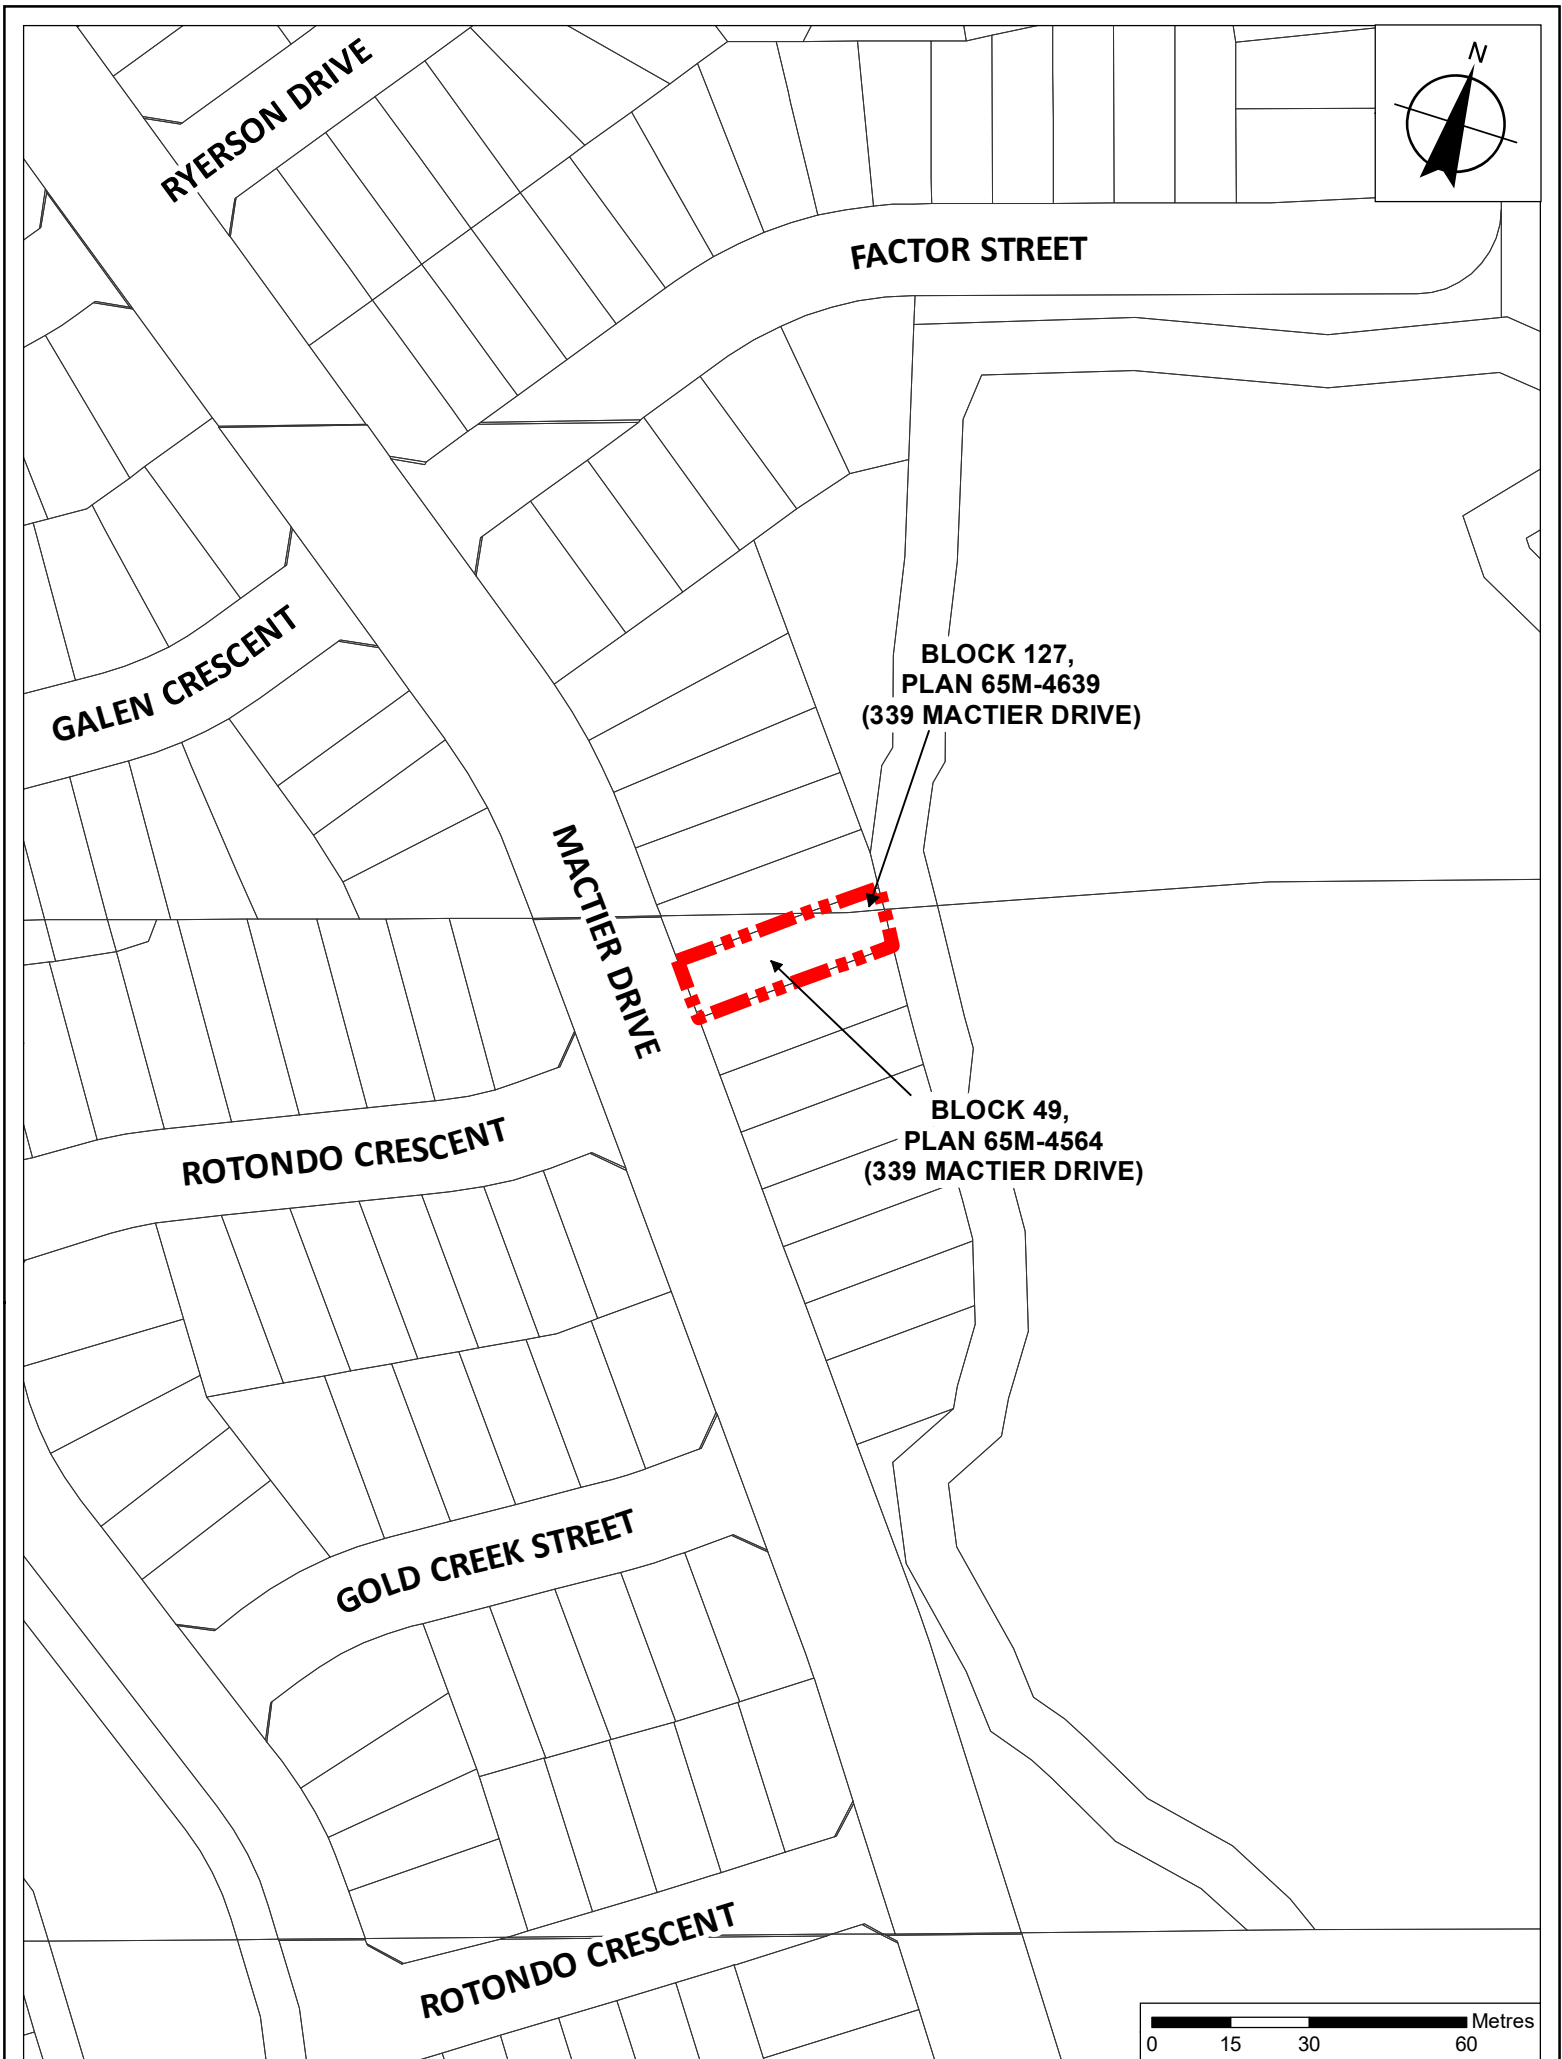 RYERSON DRIVE
N
FACTOR STREET
GALEN CRESCENT
BLOCK 127,
PLAN 65M-4639
(339 MACTIER DRIVE)
MACTIER DRIVE
BLOCK 49,
PLAN 65M-4564
(339 MACTIER DRIVE)
ROTONDO CRESCENT
GOLD CREEK STREET
ROTONDO CRESCENT
Metres
0 15 30 60